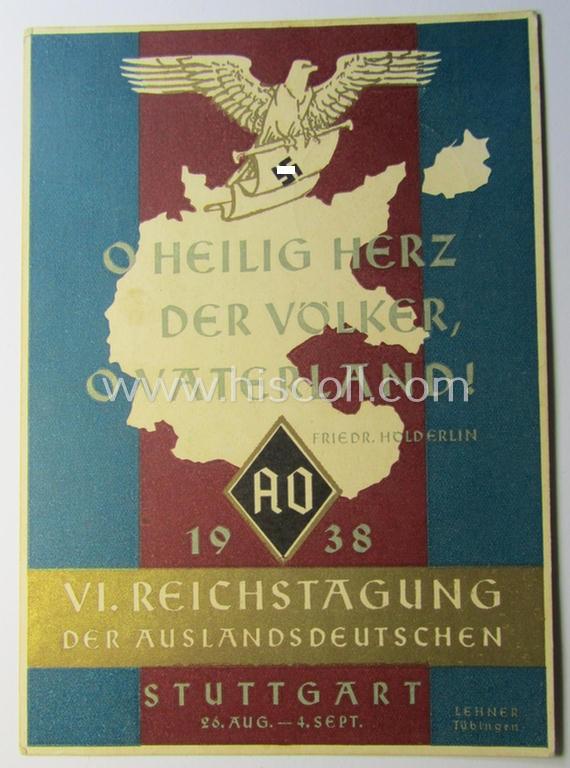 O HEILIG HERZ
DER VÖLKER,
O VATERLAND!
www.hiscoll.com
FRIEDR. HÖLDERLIN
AO
19 38
VI. REICHSTAGUNG
DER AUSLANDSDEUTSCHEN
STUTTGART
26. AUG. — 4. SEPT.
LEHNER
Tübingen